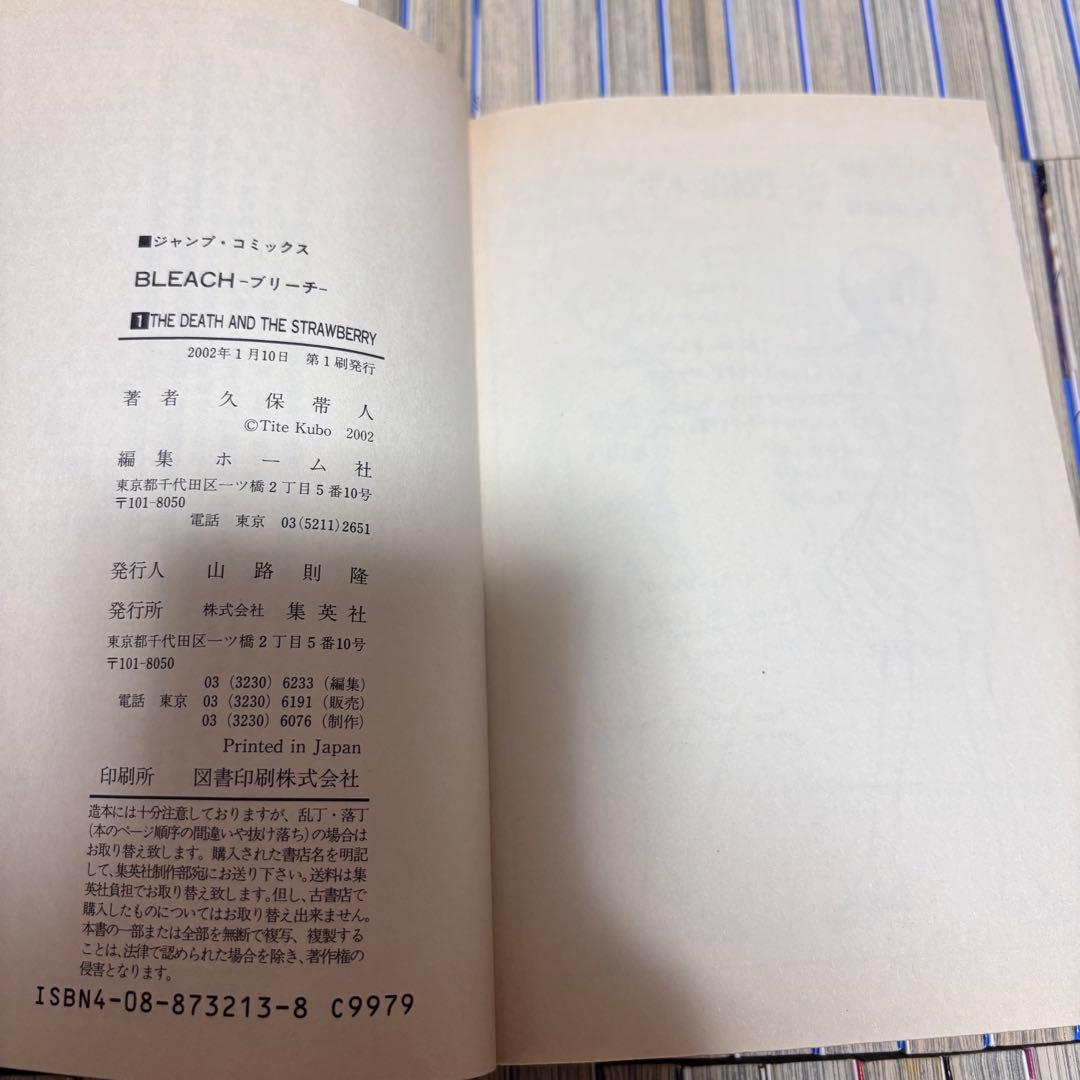 ■ジャンプ・コミックス
BLEACH-ブリーチ-
1 THE DEATH AND THE STRAWBERRY
2002年1月10日 第1刷発行
著者 久保帯人
©Tite Kubo 2002
編集 ホーム社
東京都千代田区一ツ橋2丁目5番10号
〒101-8050
電話 東京 03(5211)2651
発行人 山路則隆
発行所 株式会社 集英社
東京都千代田区一ツ橋2丁目5番10号
〒101-8050
03 (3230) 6233 (編集)
電話 東京 03 (3230) 6191 (販売)
03 (3230) 6076 (制作)
Printed in Japan
印刷所 図書印刷株式会社
造本には十分注意しておりますが、乱丁・落丁
(本のページ順序の間違いや抜け落ち)の場合は
お取り替え致します。購入された書店名を明記
して、集英社制作部宛にお送り下さい。送料は集
英社負担でお取り替え致します。但し、古書店で
購入したものについてはお取り替え出来ません。
本書の一部または全部を無断で複写、複製する
ことは、法律で認められた場合を除き、著作権の
侵害となります。
ISBN4-08-873213-8 C9979